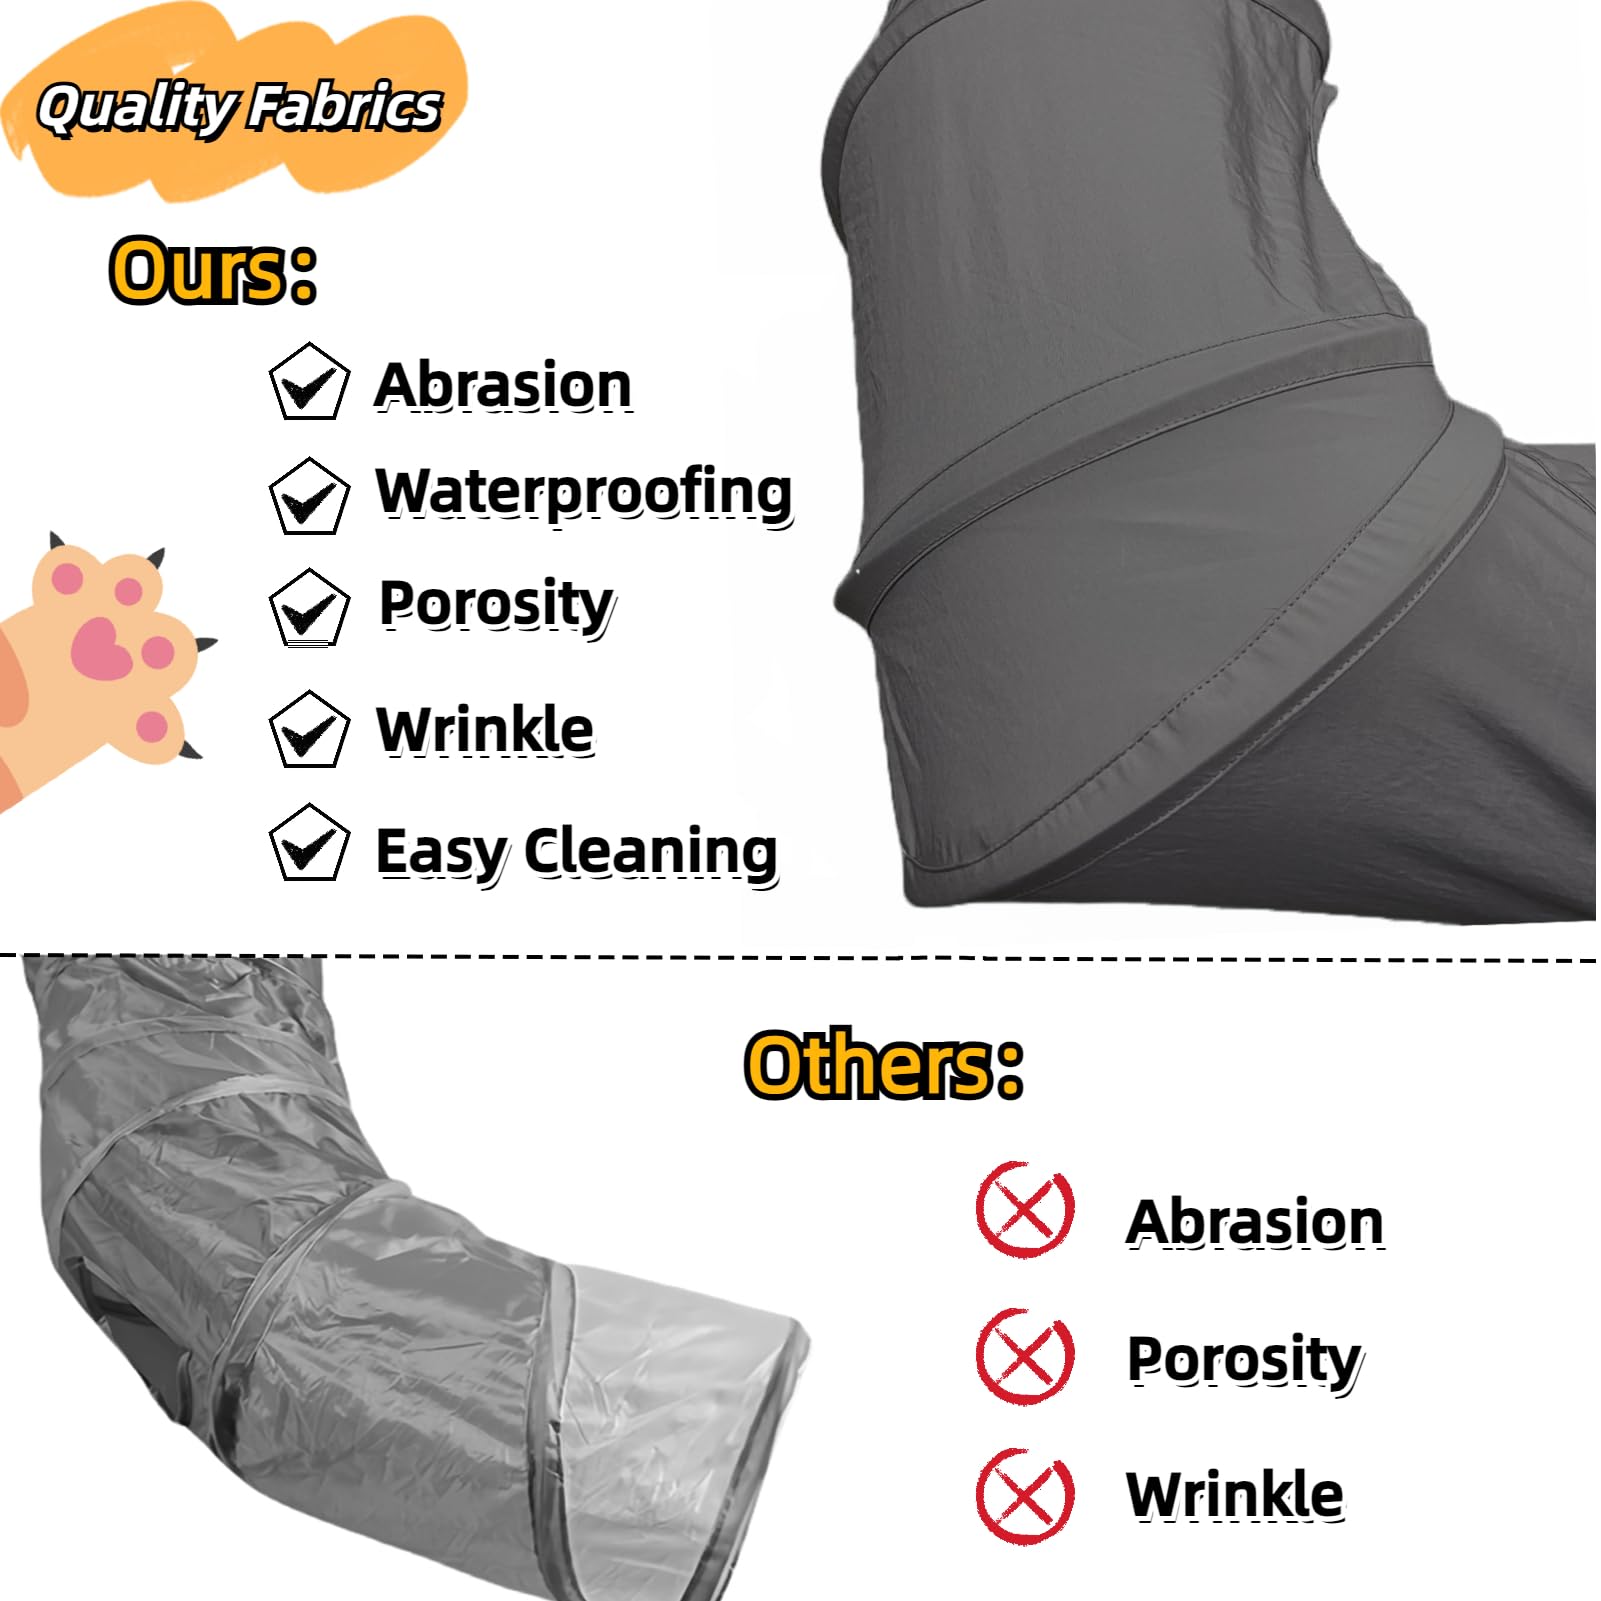 Quality Fabrics
Ours:
Abrasion
Waterproofing
Porosity
Wrinkle
Easy Cleaning
Others:
Abrasion
Porosity
Wrinkle